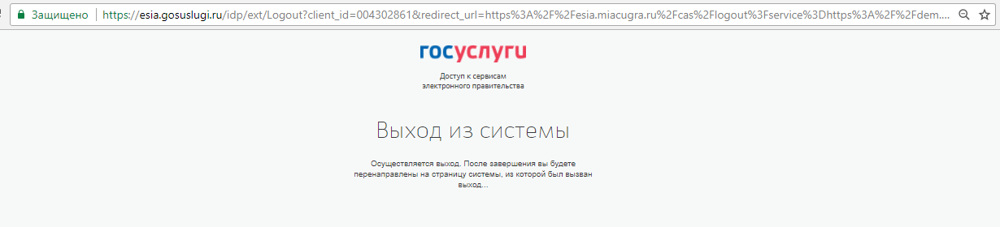 Защищено https://esia.gosuslugi.ru/idp/ext/Logout?client_id=004302861&redirect_url=https%3A%2F%2Fesia.miacugra.ru%2Fcas%2Flogout%3Fservice%3Dhttps%3A%2F%2Fdem....
госуслуги
Доступ к сервисам
электронного правительства
Выход из системы
Осуществляется выход. После завершения вы будете
перенаправлены на страницу системы, из которой был вызван
выход...